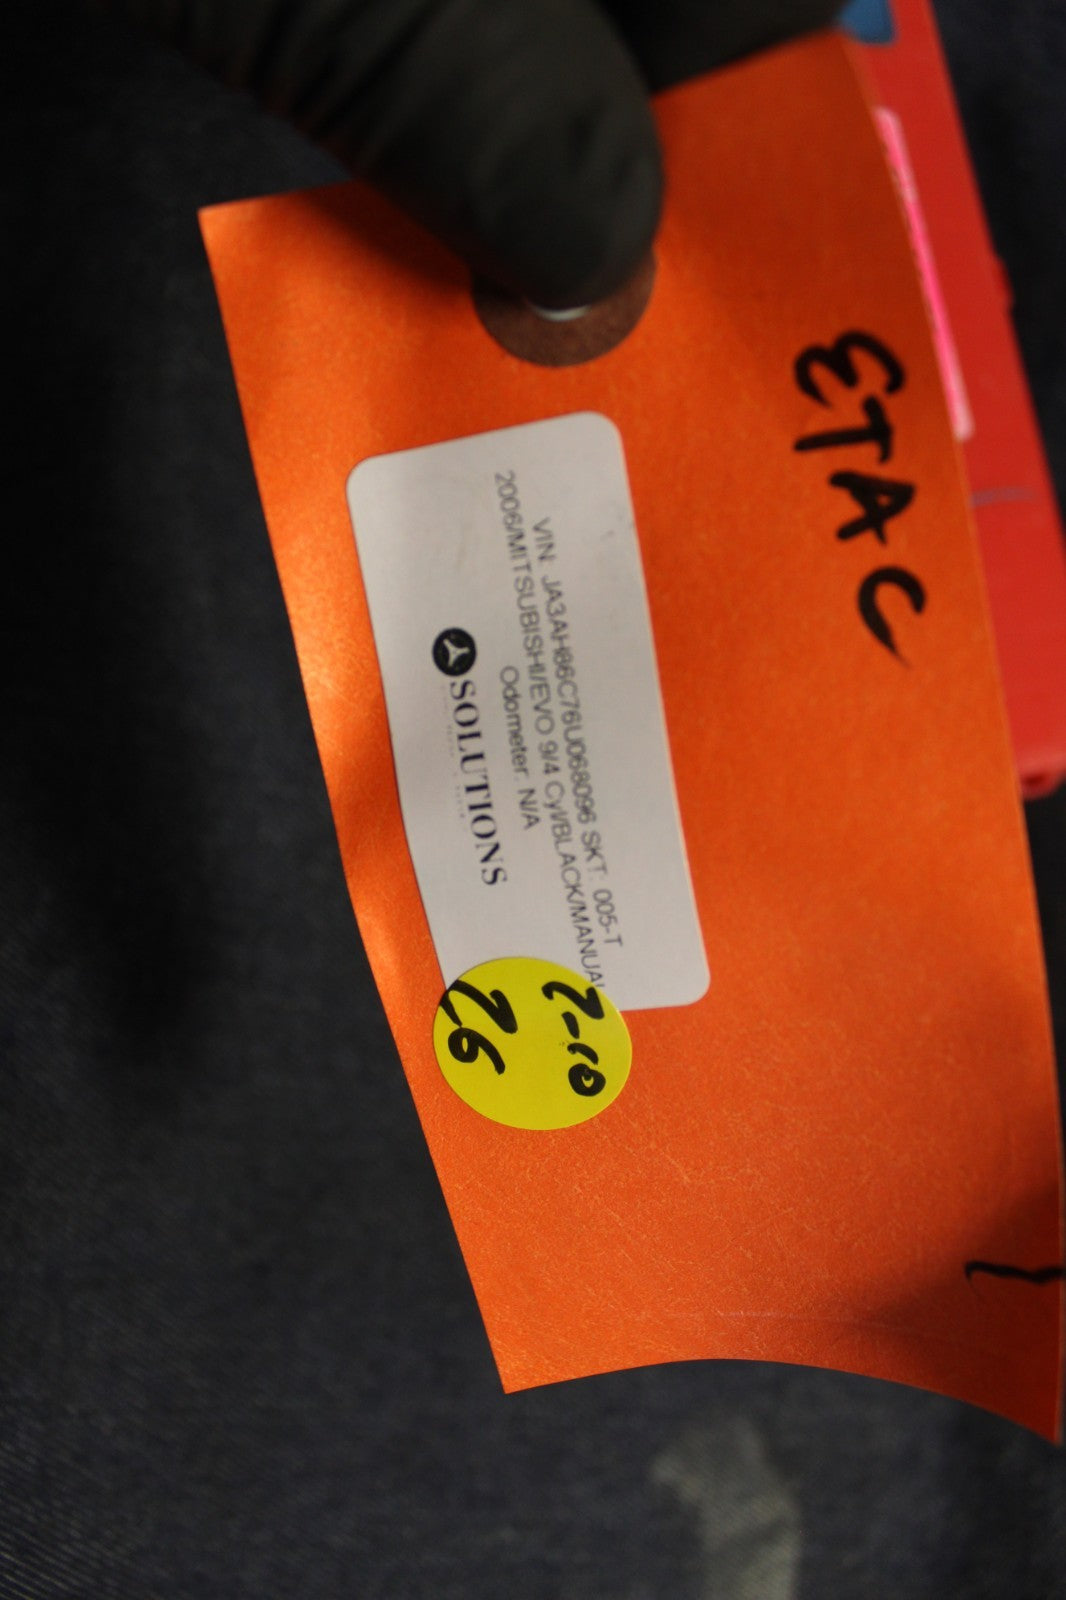 ETAC
VIN: JA3AH86C76U068096 SKT: 005-T
2006/MITSUBISHI/EVO 9/4 Cyl/BLACK/MANUAL
Odometer: N/A
SOLUTIONS
7-10
26